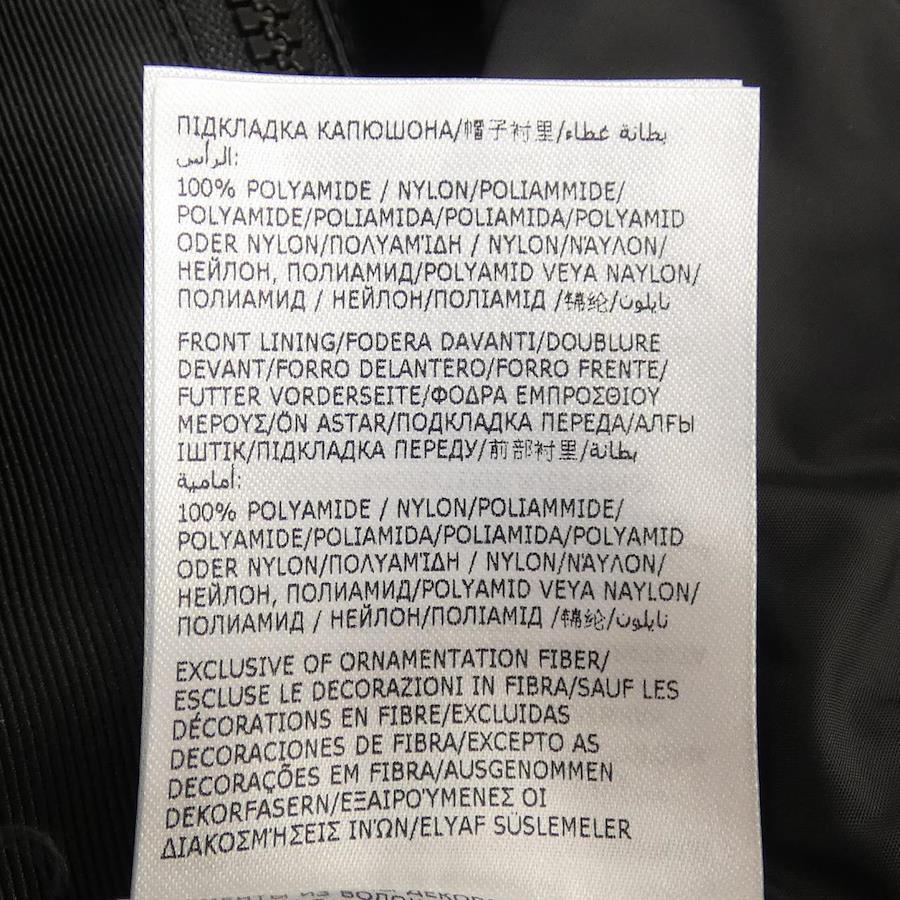 ПІДКЛАДКА КАПЮШОНА/帽子衬里/بطانة غطاء
الرأس:
100% POLYAMIDE / NYLON/POLIAMMIDE/
POLYAMIDE/POLIAMIDA/POLIAMIDA/POLYAMID
ODER NYLON/ΠΟΛΥΑΜΊΔΗ / NYLON/ΝΆΥΛΟΝ/
НЕЙЛОН, ПОЛИАМИД/POLYAMID VEYA NAYLON/
ПОЛИАМИД / НЕЙЛОН/ПОЛІАМІД /锦纶/نايلون
FRONT LINING/FODERA DAVANTI/DOUBLURE
DEVANT/FORRO DELANTERO/FORRO FRENTE/
FUTTER VORDERSEITE/ΦΟΔΡΑ ΕΜΠΡΟΣΘΙΟΥ
ΜΕΡΟΥΣ/ÖN ASTAR/ПОДКЛАДКА ПЕРЕДА/АЛҒЫ
ІШТІК/ПІДКЛАДКА ПЕРЕДУ/前部衬里/بطانة
أمامية:
100% POLYAMIDE / NYLON/POLIAMMIDE/
POLYAMIDE/POLIAMIDA/POLIAMIDA/POLYAMID
ODER NYLON/ΠΟΛΥΑΜΊΔΗ / NYLON/ΝΆΥΛΟΝ/
НЕЙЛОН, ПОЛИАМИД/POLYAMID VEYA NAYLON/
ПОЛИАМИД / НЕЙЛОН/ПОЛІАМІД /锦纶/نايلون
EXCLUSIVE OF ORNAMENTATION FIBER/
ESCLUSE LE DECORAZIONI IN FIBRA/SAUF LES
DÉCORATIONS EN FIBRE/EXCLUIDAS
DECORACIONES DE FIBRA/EXCEPTO AS
DECORAÇÕES EM FIBRA/AUSGENOMMEN
DEKORFASERN/ΕΞΑΙΡΟΎΜΕΝΕΣ ΟΙ
ΔΙΑΚΟΣΜΉΣΕΙΣ ΙΝΏΝ/ELYAF SÜSLEMELER